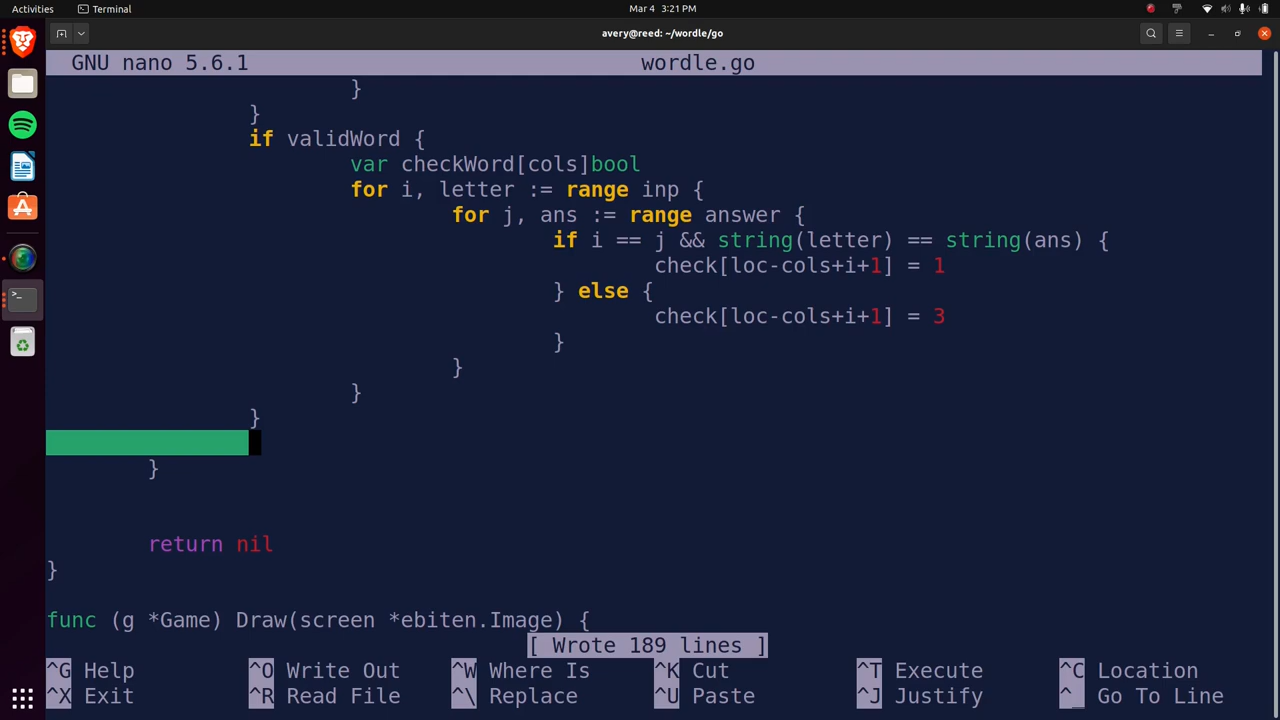 Activities Terminal Mar 4 3:21 PM
avery@reed: ~/wordle/go
GNU nano 5.6.1 wordle.go
}
}
if validWord {
var checkWord[cols]bool
for i, letter := range inp {
for j, ans := range answer {
if i == j && string(letter) == string(ans) {
check[loc-cols+i+1] = 1
} else {
check[loc-cols+i+1] = 3
}
}
}
}
}
return nil
}
func (g *Game) Draw(screen *ebiten.Image) {
[ Wrote 189 lines ]
^G Help ^O Write Out ^W Where Is ^K Cut ^T Execute ^C Location
^X Exit ^R Read File ^\ Replace ^U Paste ^J Justify ^_ Go To Line